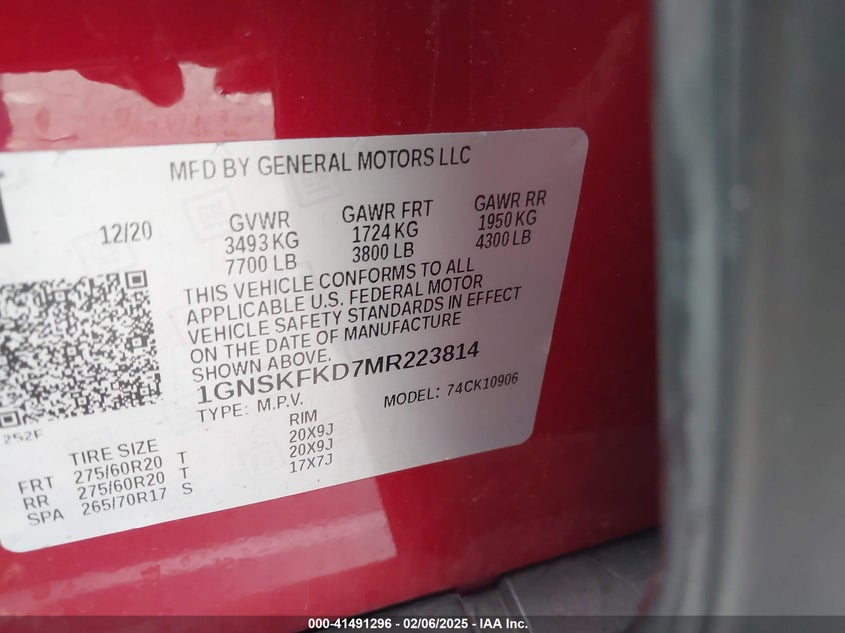 MFD BY GENERAL MOTORS LLC
12/20 GVWR GAWR FRT GAWR RR
3493 KG 1724 KG 1950 KG
7700 LB 3800 LB 4300 LB
THIS VEHICLE CONFORMS TO ALL
APPLICABLE U.S. FEDERAL MOTOR
VEHICLE SAFETY STANDARDS IN EFFECT
ON THE DATE OF MANUFACTURE
SHOWN ABOVE.
1GNSKFKD7MR223814
TYPE: M.P.V. MODEL: 74CK10906
252F
TIRE SIZE RIM
FRT 275/60R20 T 20X9J
RR 275/60R20 T 20X9J
SPA 265/70R17 S 17X7J
000-41491296 - 02/06/2025 - IAA Inc.